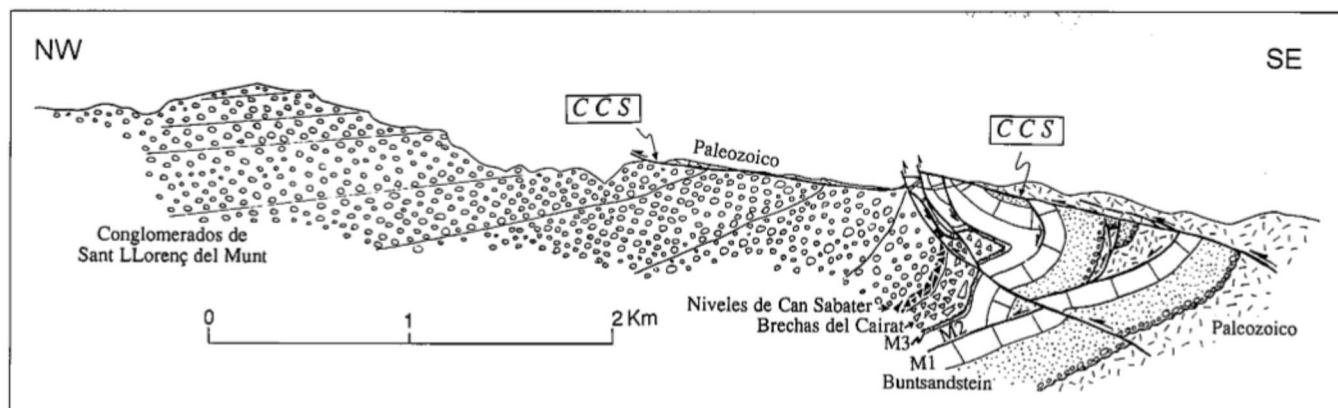 NW
SE
CCS
CCS
Paleozoico
Conglomerados de
Sant LLorenç del Munt
Niveles de Can Sabater
Brechas del Cairat
M3
M2
M1
Buntsandstein
Paleozoico
0
1
2 Km